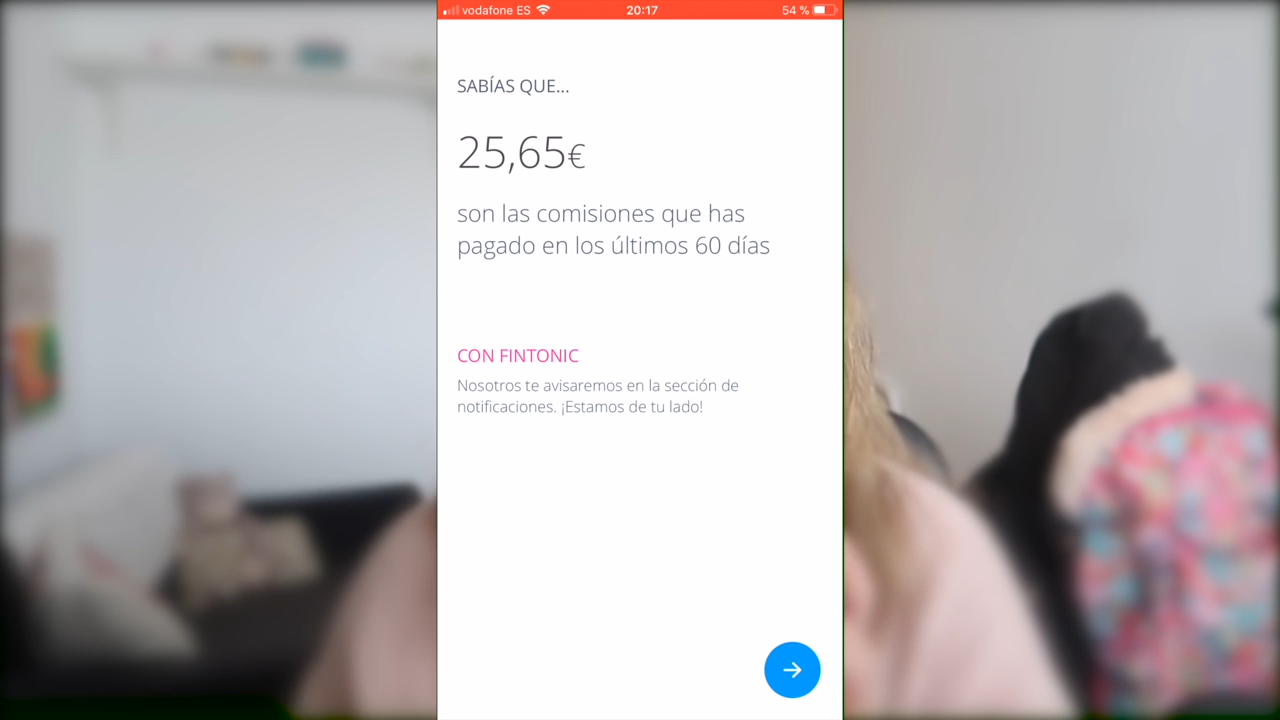 vodafone ES 20:17 54 %
SABÍAS QUE...
25,65€
son las comisiones que has
pagado en los últimos 60 días
CON FINTONIC
Nosotros te avisaremos en la sección de
notificaciones. ¡Estamos de tu lado!